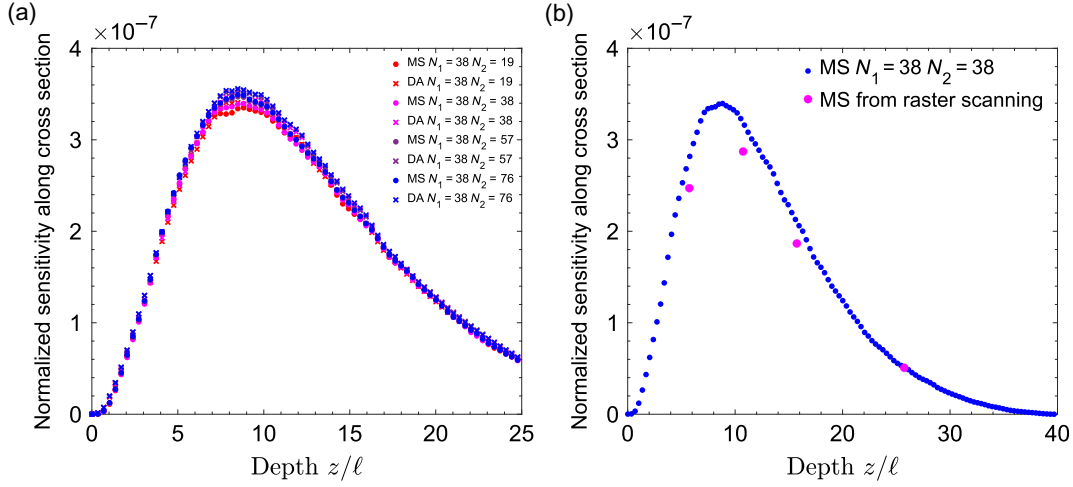 (a)
×10−7
Normalized sensitivity along cross section
4
3
2
1
0
0 5 10 15 20 25
Depth z/ℓ
MS N1 = 38 N2 = 19
DA N1 = 38 N2 = 19
MS N1 = 38 N2 = 38
DA N1 = 38 N2 = 38
MS N1 = 38 N2 = 57
DA N1 = 38 N2 = 57
MS N1 = 38 N2 = 76
DA N1 = 38 N2 = 76
(b)
×10−7
Normalized sensitivity along cross section
4
3
2
1
0
0 10 20 30 40
Depth z/ℓ
MS N1 = 38 N2 = 38
MS from raster scanning